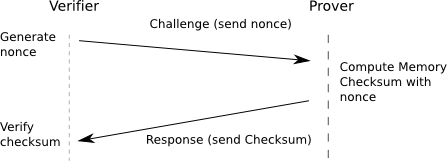 Verifier
Prover
Generate
nonce
Challenge (send nonce)
Compute Memory
Checksum with
nonce
Verify
checksum
Response (send Checksum)